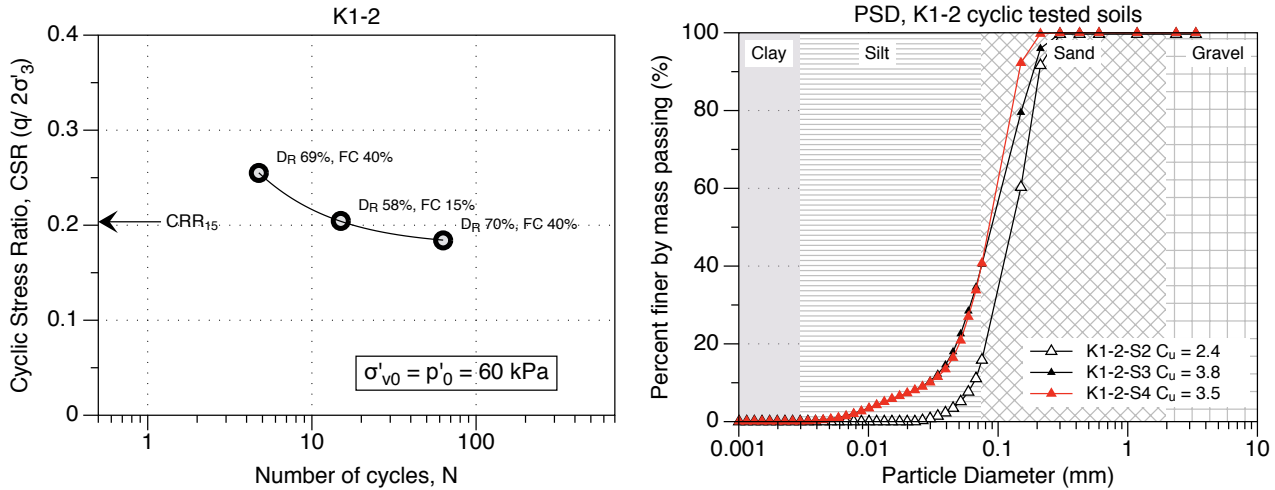 K1-2
Cyclic Stress Ratio, CSR (q/ 2σ'3)
0.4
0.3
0.2
0.1
0
DR 69%, FC 40%
DR 58%, FC 15%
DR 70%, FC 40%
CRR15
σ'v0 = p'0 = 60 kPa
1
10
100
Number of cycles, N
PSD, K1-2 cyclic tested soils
Percent finer by mass passing (%)
100
80
60
40
20
0
Clay
Silt
Sand
Gravel
K1-2-S2 Cu = 2.4
K1-2-S3 Cu = 3.8
K1-2-S4 Cu = 3.5
0.001
0.01
0.1
1
10
Particle Diameter (mm)